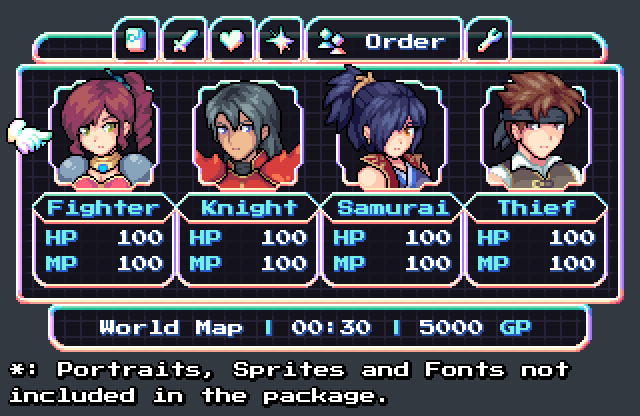 Order
Fighter Knight Samurai Thief
HP 100 HP 100 HP 100 HP 100
MP 100 MP 100 MP 100 MP 100
World Map | 00:30 | 5000 GP
*: Portraits, Sprites and Fonts not
included in the package.